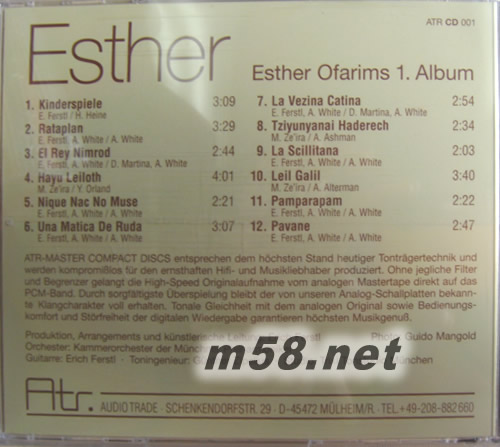 ATR CD 001
Esther
Esther Ofarims 1. Album
1. Kinderspiele 3:09
E. Ferstl / H. Heine
2. Rataplan 3:29
E. Ferstl, A. White / A. White
3. El Rey Nimrod 2:44
E. Ferstl, A. White / D. Martina, A. White
4. Hayu Leiloth 4:01
M. Ze'ira / Y. Orland
5. Nique Nac No Muse 2:21
E. Ferstl, A. White / A. White
6. Una Matica De Ruda 3:07
E. Ferstl, A. White / A. White
7. La Vezina Catina 2:54
E. Ferstl, A. White / D. Martina, A. White
8. Tziyunyanai Haderech 2:34
M. Ze'ira / A. Ashman
9. La Scillitana 2:03
E. Ferstl, A. White / A. White
10. Leil Galil 3:40
M. Ze'ira / A. Alterman
11. Pamparapam 2:22
E. Ferstl, A. White / A. White
12. Pavane 2:47
E. Ferstl, A. White / A. White
ATR-MASTER COMPACT DISCS entsprechen dem höchsten Stand heutiger Tonträgertechnik und
werden kompromißlos für den ernsthaften Hifi- und Musikliebhaber produziert. Ohne jegliche Filter
und Begrenzer gelangt die High-Speed Originalaufnahme vom analogen Mastertape direkt auf das
PCM-Band. Durch sorgfältigste Überspielung bleibt der von unseren Analog-Schallplatten bekann-
te Klangcharakter voll erhalten. Tonale Gleichheit mit dem analogen Original sowie Bedienungs-
komfort und Störfreiheit der digitalen Wiedergabe garantieren höchsten Musikgenuß.
Produktion, Arrangements und künstlerische Guido Mangold
Orchester: Kammerorchester der
Gitarre: Erich Ferstl Toningenieur:
m58.net
Atr. AUDIOTRADE · SCHENKENDORFSTR. 29 · D-45472 MÜLHEIM/R. · TEL.+49-208-882660